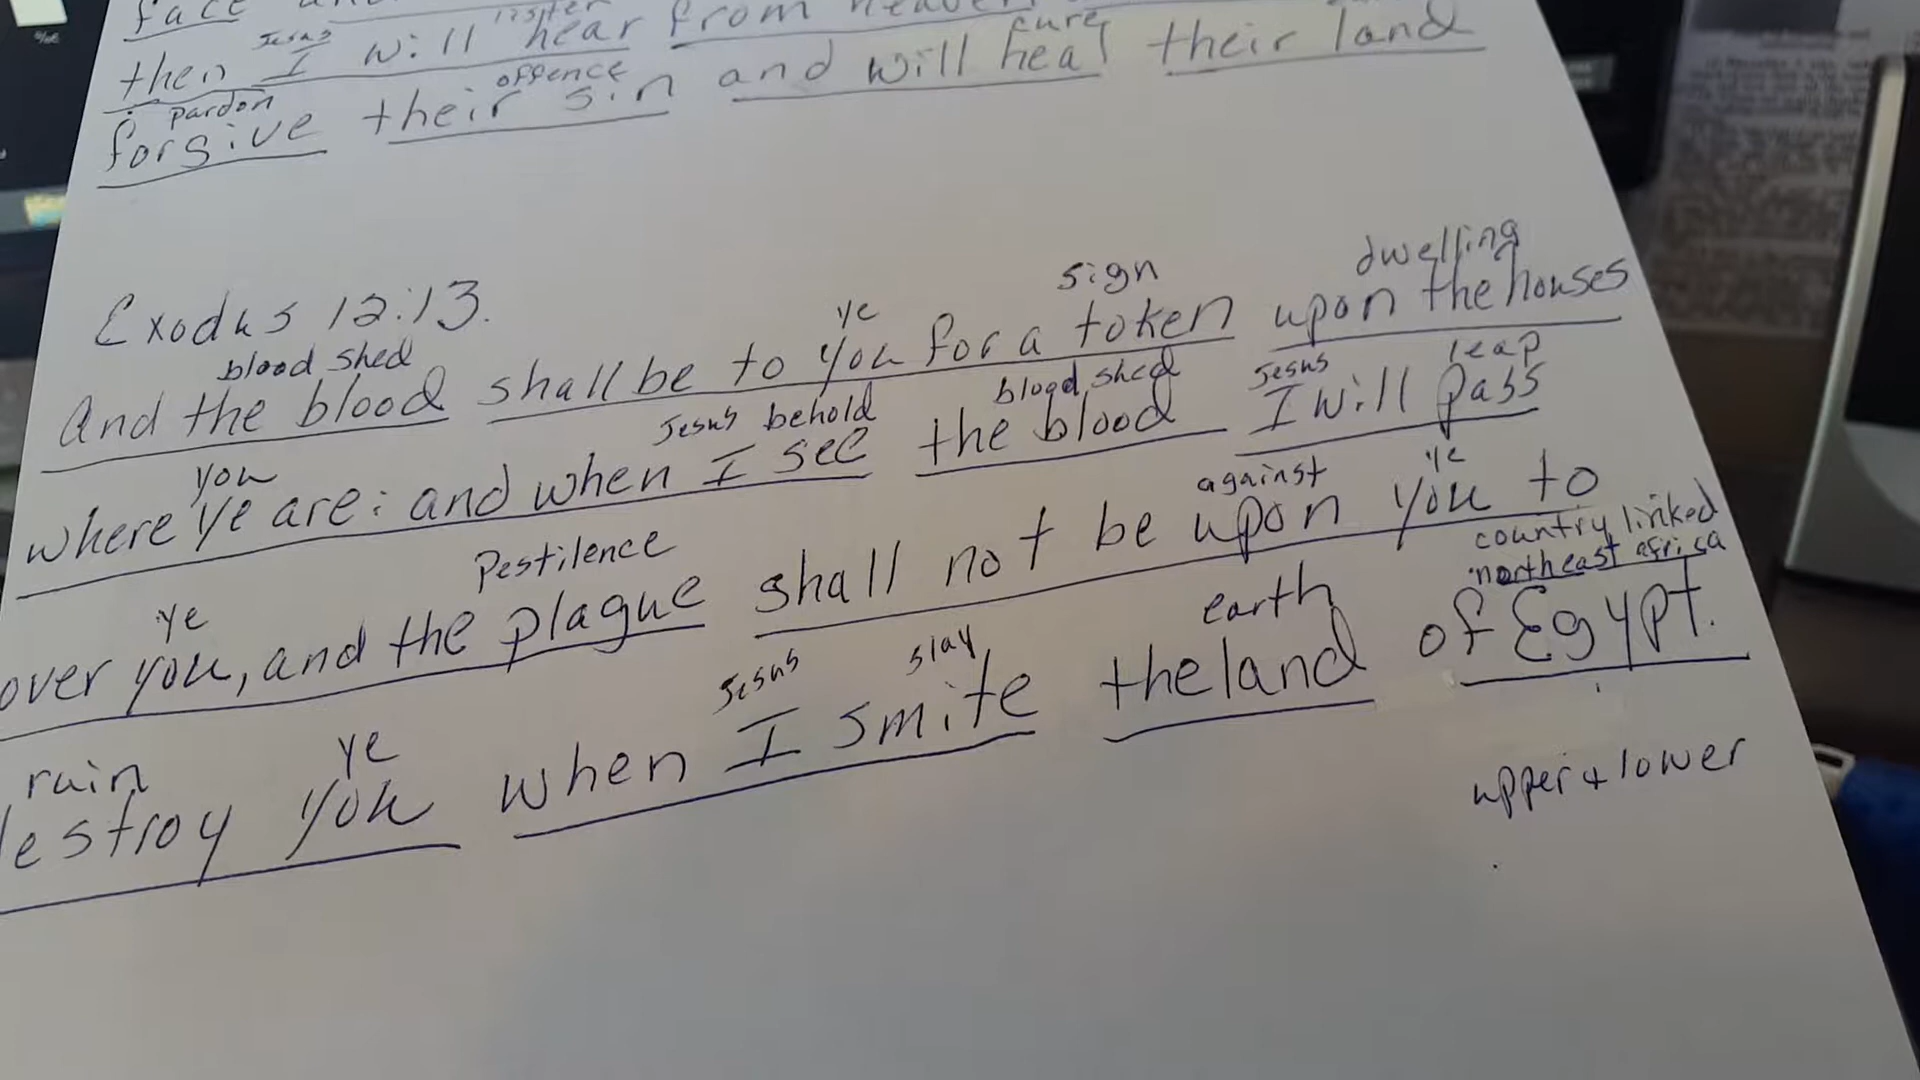 face
listen
Jesus cure
then I will hear from heaven
offence
pardon
forgive their sin and will heal their land
Exodus 12:13.
blood shed ye sign dwelling
And the blood shall be to you for a token upon the houses
you Jesus behold blood shed Jesus leap
where ye are: and when I see the blood I will pass
ye Pestilence against ye
over you, and the plague shall not be upon you to
country linked
northeast africa
ruin ye Jesus slay earth
destroy you when I smite the land of Egypt.
upper & lower